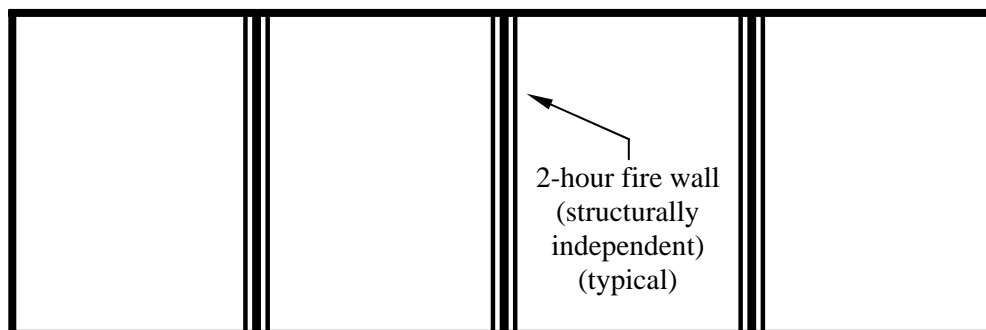 2-hour fire wall
(structurally
independent)
(typical)